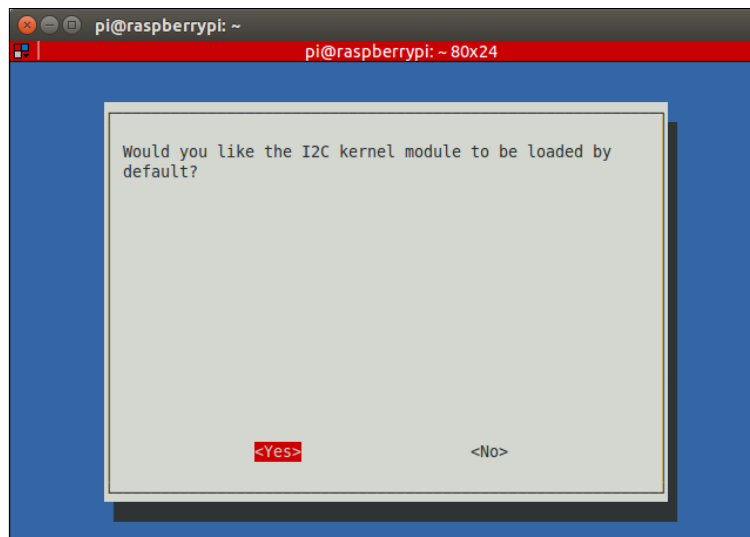 pi@raspberrypi: ~
pi@raspberrypi: ~ 80x24
Would you like the I2C kernel module to be loaded by
default?
<Yes> <No>